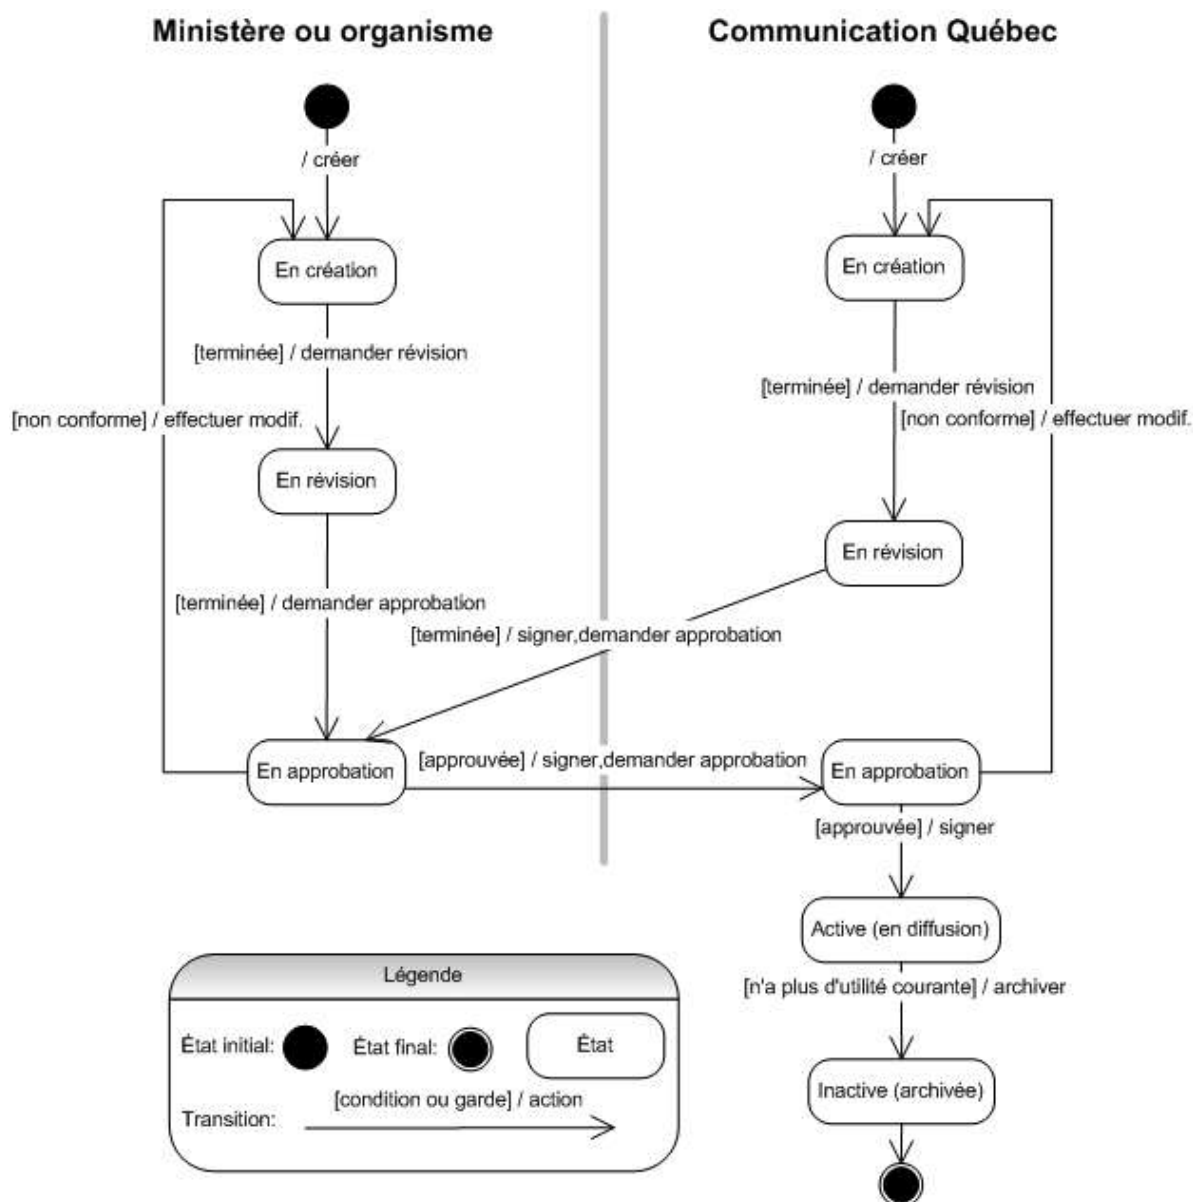 Ministère ou organisme
Communication Québec
/ créer
/ créer
En création
En création
[terminée] / demander révision
[terminée] / demander révision
[non conforme] / effectuer modif.
[non conforme] / effectuer modif.
En révision
En révision
[terminée] / demander approbation
[terminée] / signer,demander approbation
En approbation
[approuvée] / signer,demander approbation
En approbation
[approuvée] / signer
Active (en diffusion)
[n'a plus d'utilité courante] / archiver
Inactive (archivée)
Légende
État initial:
État final:
État
[condition ou garde] / action
Transition: